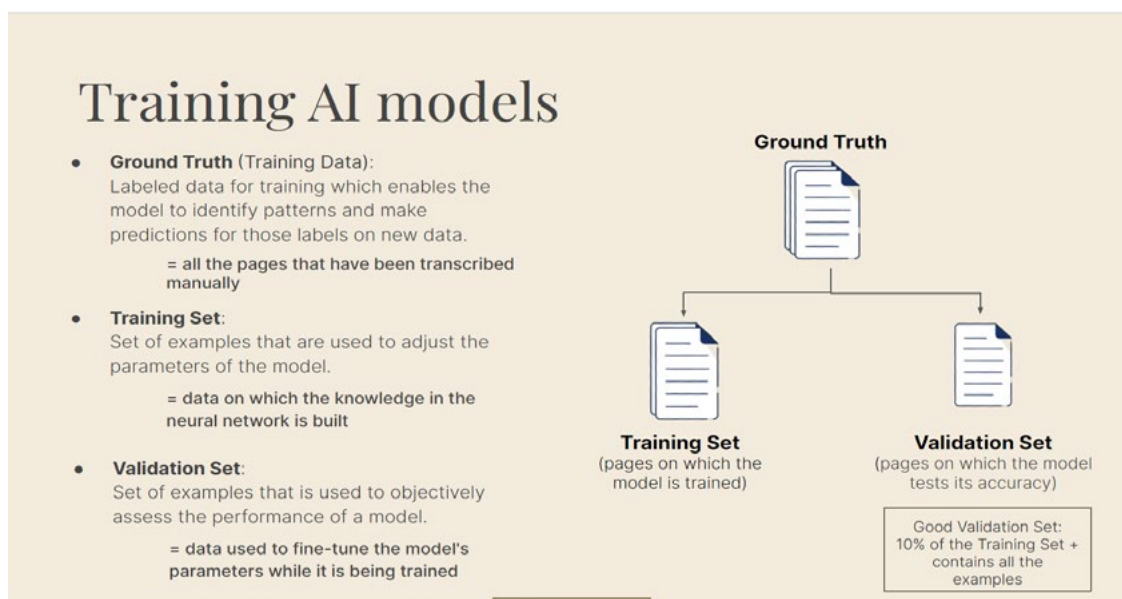 Training AI models
● Ground Truth (Training Data):
Labeled data for training which enables the
model to identify patterns and make
predictions for those labels on new data.
= all the pages that have been transcribed
manually
● Training Set:
Set of examples that are used to adjust the
parameters of the model.
= data on which the knowledge in the
neural network is built
● Validation Set:
Set of examples that is used to objectively
assess the performance of a model.
= data used to fine-tune the model's
parameters while it is being trained
Ground Truth
Training Set
(pages on which the
model is trained)
Validation Set
(pages on which the model
tests its accuracy)
Good Validation Set:
10% of the Training Set +
contains all the
examples